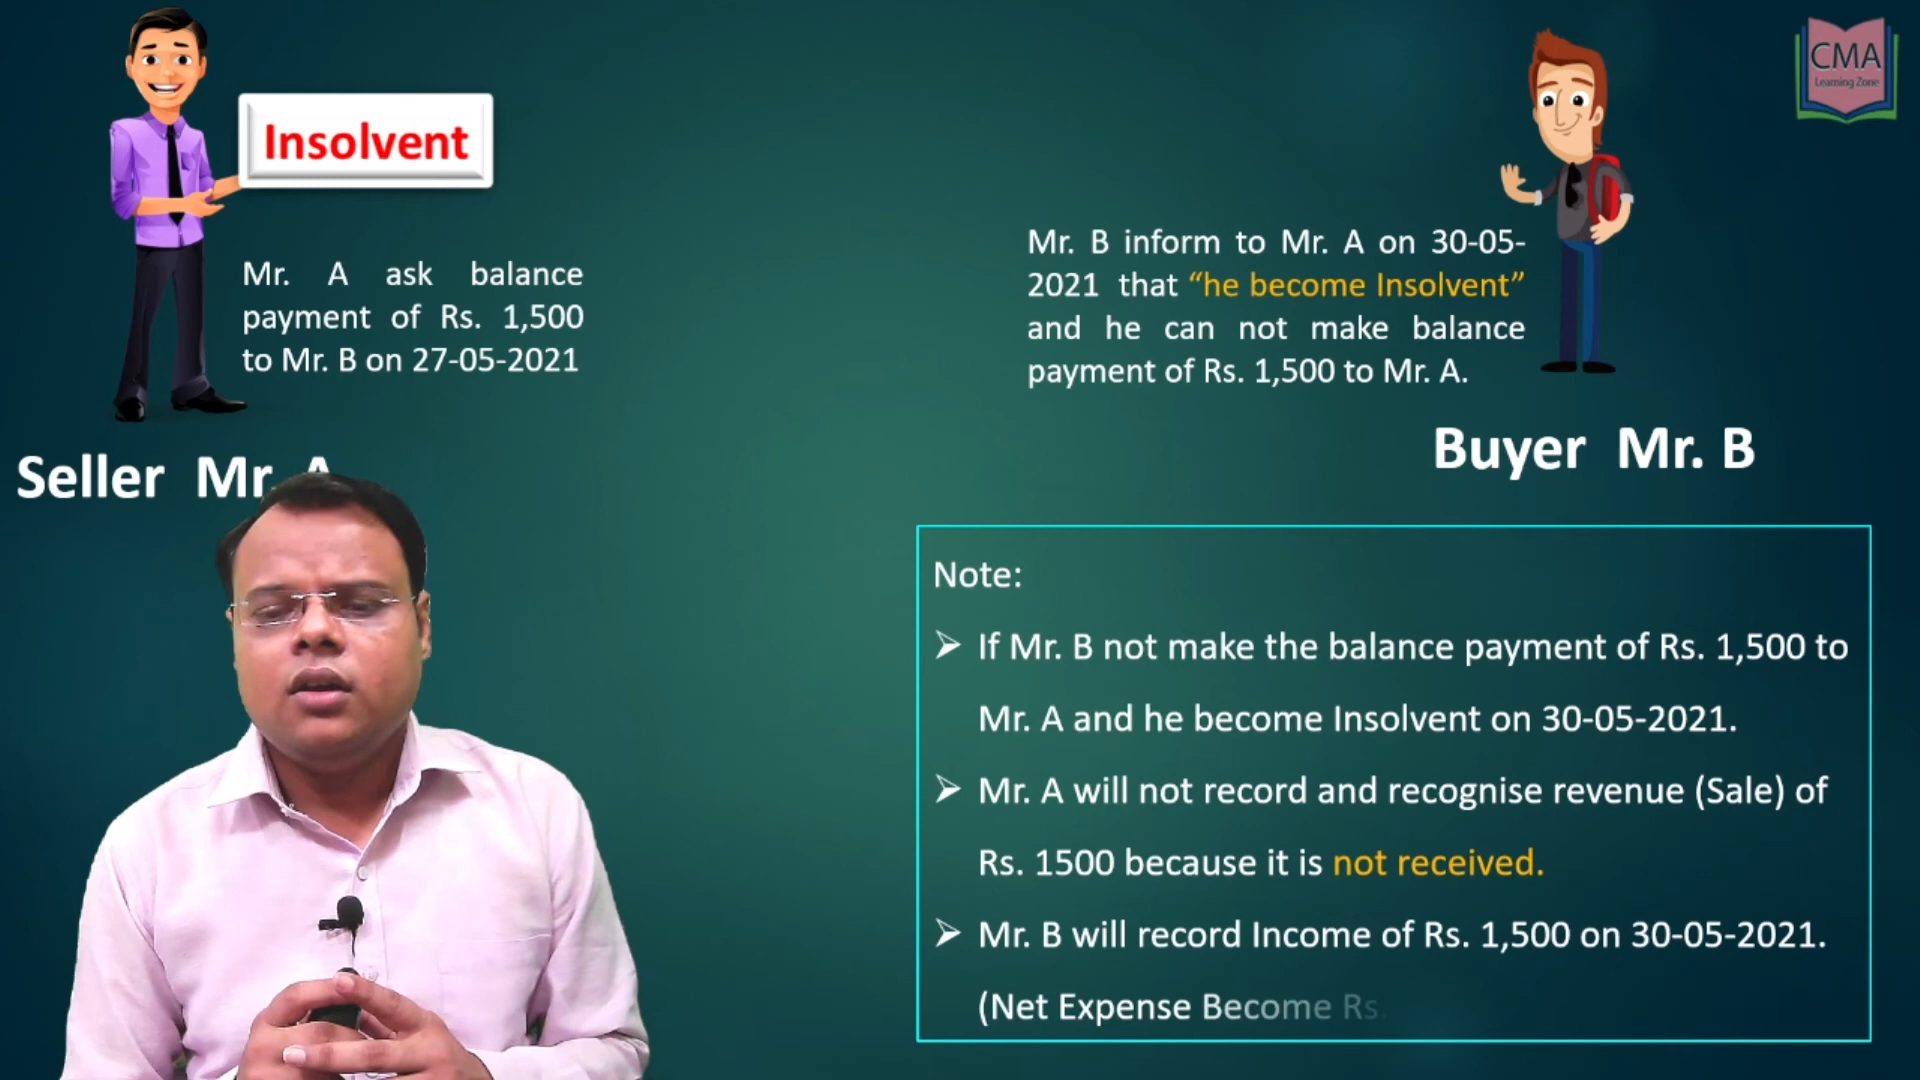 CMA
Learning Zone
Insolvent
Mr. A ask balance
payment of Rs. 1,500
to Mr. B on 27-05-2021
Mr. B inform to Mr. A on 30-05-
2021 that “he become Insolvent”
and he can not make balance
payment of Rs. 1,500 to Mr. A.
Seller Mr. A
Buyer Mr. B
Note:
➢ If Mr. B not make the balance payment of Rs. 1,500 to
Mr. A and he become Insolvent on 30-05-2021.
➢ Mr. A will not record and recognise revenue (Sale) of
Rs. 1500 because it is not received.
➢ Mr. B will record Income of Rs. 1,500 on 30-05-2021.
(Net Expense Become Rs.